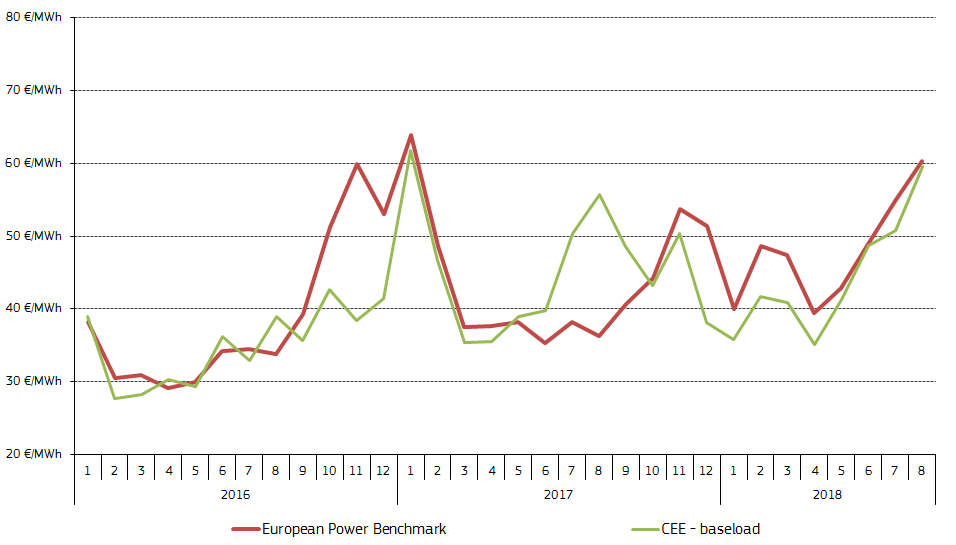 80 €/MWh
70 €/MWh
60 €/MWh
50 €/MWh
40 €/MWh
30 €/MWh
20 €/MWh
1 2 3 4 5 6 7 8 9 10 11 12 1 2 3 4 5 6 7 8 9 10 11 12 1 2 3 4 5 6 7 8
2016 2017 2018
European Power Benchmark CEE - baseload